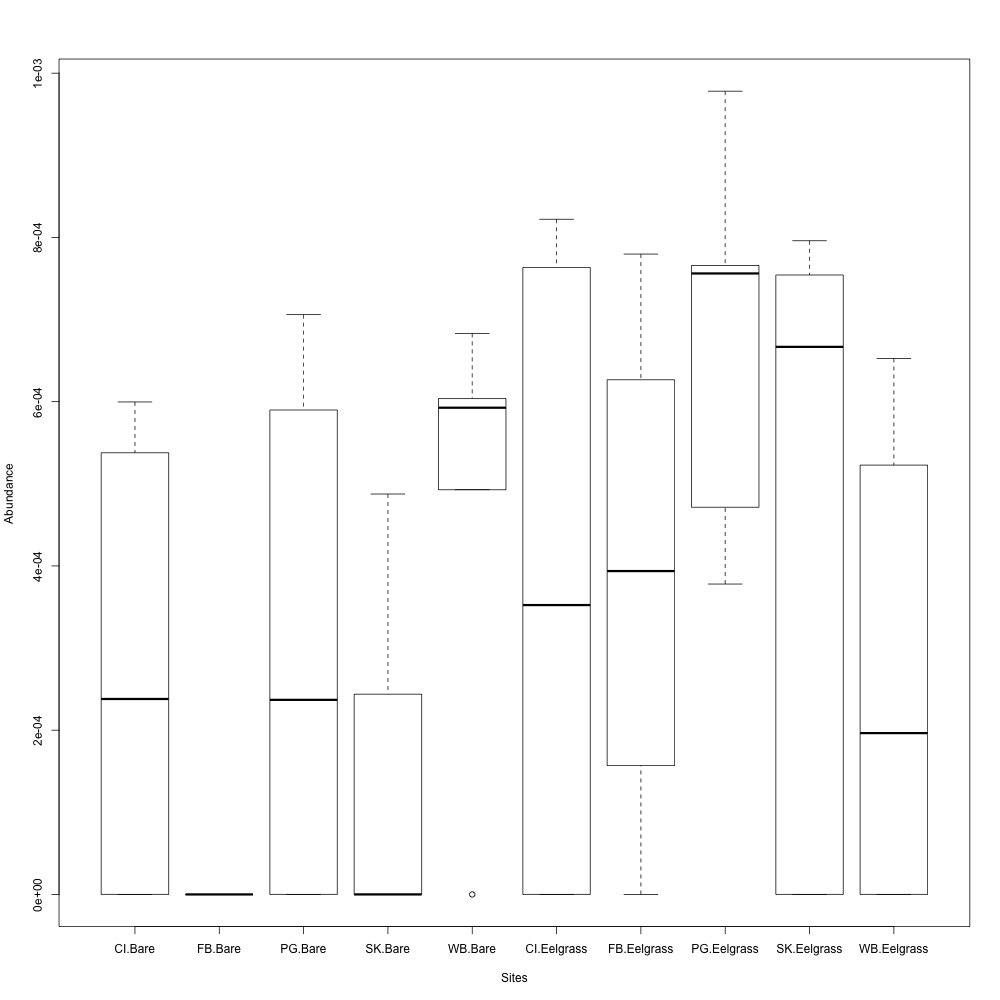 Abundance
1e-03
8e-04
6e-04
4e-04
2e-04
0e+00
CI.Bare FB.Bare PG.Bare SK.Bare WB.Bare CI.Eelgrass FB.Eelgrass PG.Eelgrass SK.Eelgrass WB.Eelgrass
Sites